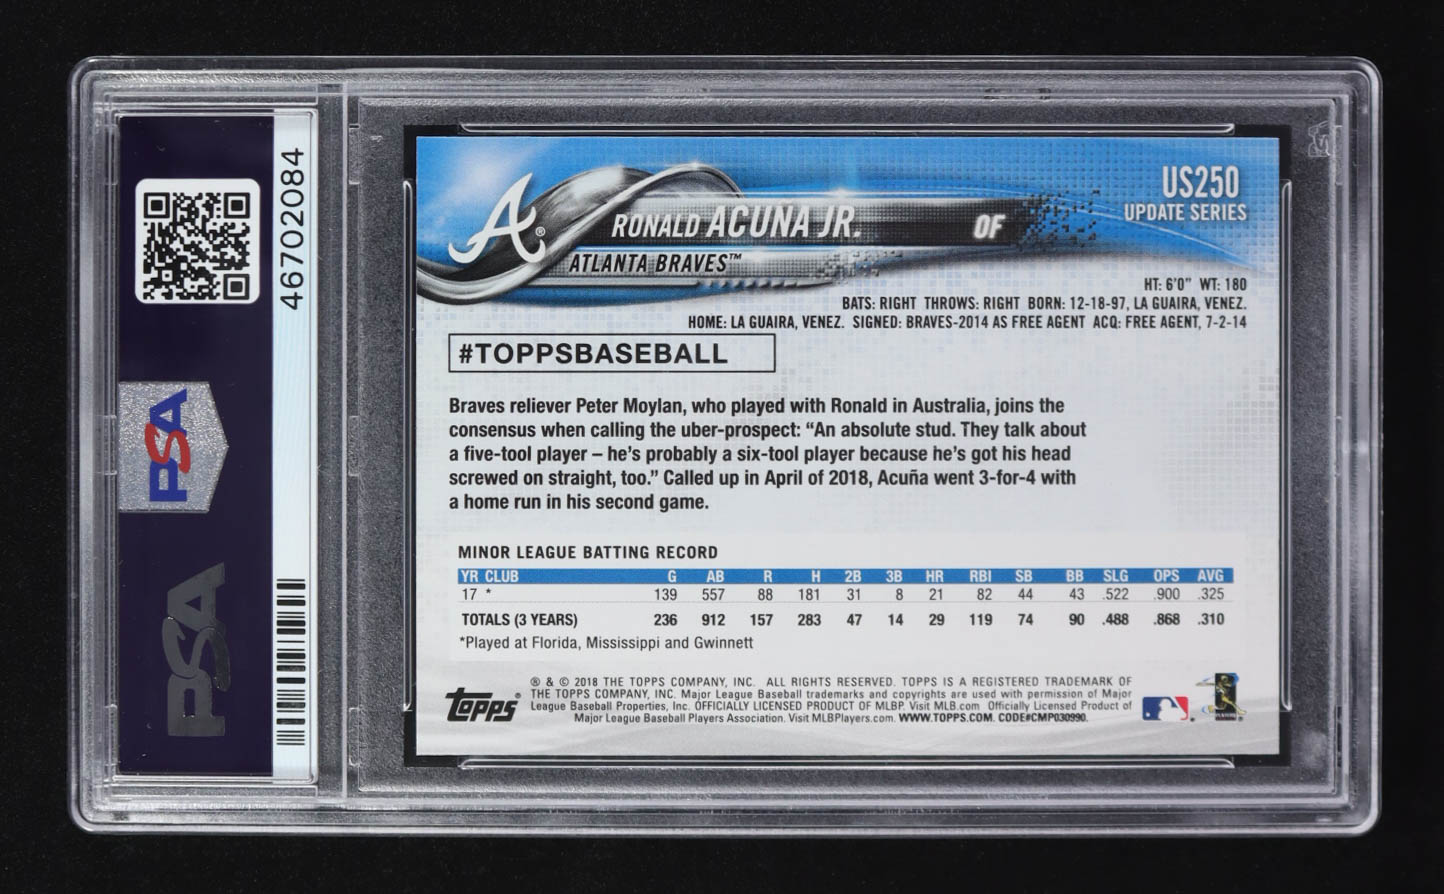 46702084
PSA
PSA
US250
UPDATE SERIES
A®
RONALD ACUÑA JR. OF
ATLANTA BRAVES™
HT: 6'0" WT: 180
BATS: RIGHT THROWS: RIGHT BORN: 12-18-97, LA GUAIRA, VENEZ.
HOME: LA GUAIRA, VENEZ. SIGNED: BRAVES-2014 AS FREE AGENT ACQ: FREE AGENT, 7-2-14
#TOPPSBASEBALL
Braves reliever Peter Moylan, who played with Ronald in Australia, joins the
consensus when calling the uber-prospect: “An absolute stud. They talk about
a five-tool player – he’s probably a six-tool player because he’s got his head
screwed on straight, too.” Called up in April of 2018, Acuña went 3-for-4 with
a home run in his second game.
MINOR LEAGUE BATTING RECORD
YR CLUB G AB R H 2B 3B HR RBI SB BB SLG OPS AVG
17 * 139 557 88 181 31 8 21 82 44 43 .522 .900 .325
TOTALS (3 YEARS) 236 912 157 283 47 14 29 119 74 90 .488 .868 .310
*Played at Florida, Mississippi and Gwinnett
Topps®
® & © 2018 THE TOPPS COMPANY, INC. ALL RIGHTS RESERVED. TOPPS IS A REGISTERED TRADEMARK OF
THE TOPPS COMPANY, INC. Major League Baseball trademarks and copyrights are used with permission of Major
League Baseball Properties, Inc. OFFICIALLY LICENSED PRODUCT OF MLBP. Visit MLB.com Officially Licensed Product of
Major League Baseball Players Association. Visit MLBPlayers.com. WWW.TOPPS.COM. CODE#CMP030990.